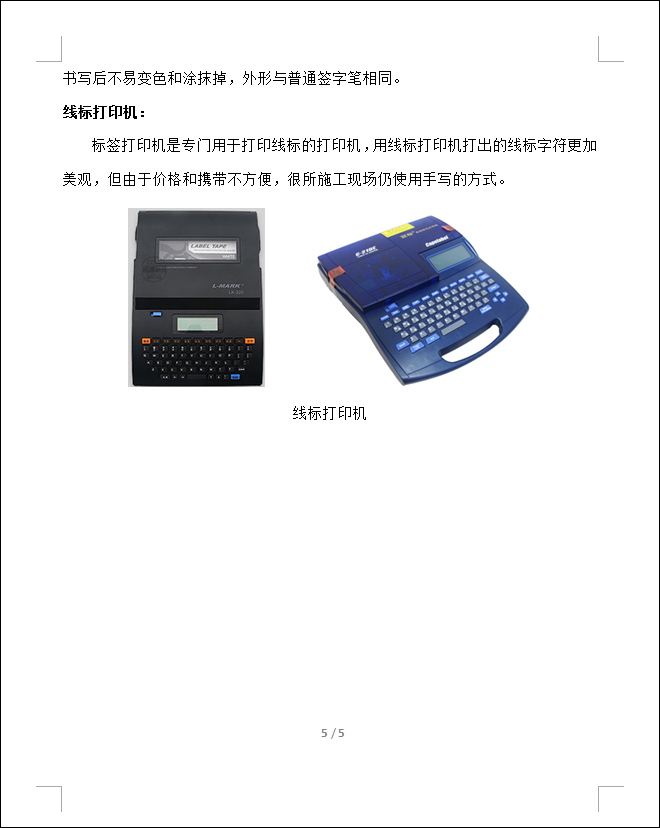 书写后不易变色和涂抹掉，外形与普通签字笔相同。
线标打印机：
标签打印机是专门用于打印线标的打印机，用线标打印机打出的线标字符更加
美观，但由于价格和携带不方便，很所施工现场仍使用手写的方式。
LABEL TAPE
WHITE
L-MARK
LK-320
Canolabel
线标打印机
5 / 5